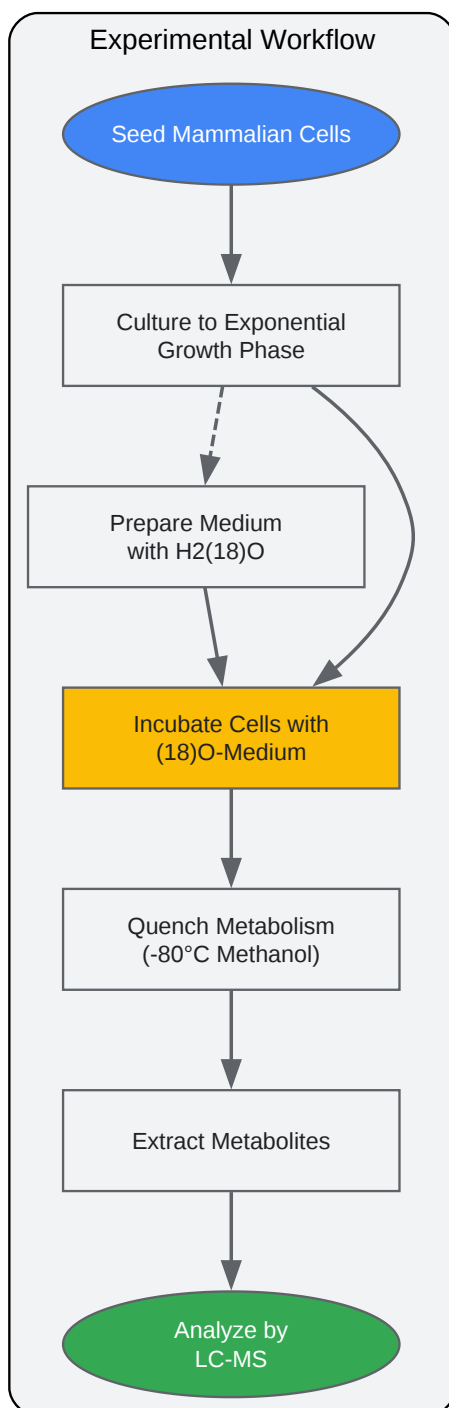 Experimental Workflow
Seed Mammalian Cells
Culture to Exponential
Growth Phase
Prepare Medium
with H2(18)O
Incubate Cells with
(18)O-Medium
Quench Metabolism
(-80°C Methanol)
Extract Metabolites
Analyze by
LC-MS